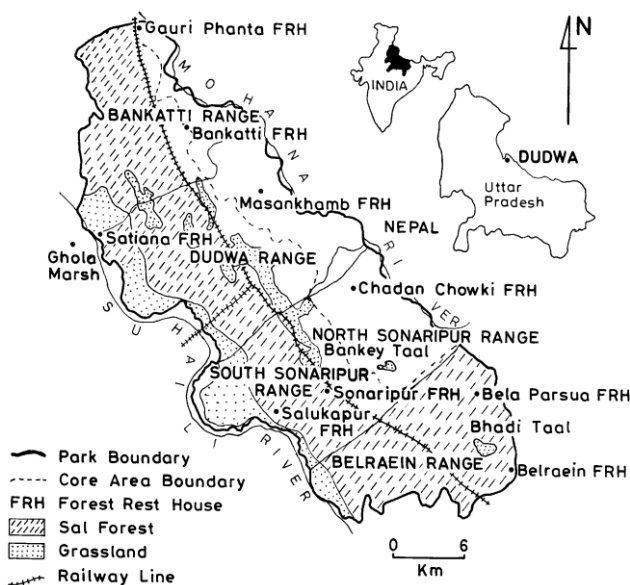 Gauri Phanta FRH
N
MOHANA
INDIA
BANKATTI RANGE
Bankatti FRH
DUDWA
Uttar
Pradesh
Masankhamb FRH
NEPAL
Satiana FRH
Ghola
Marsh
DUDWA RANGE
RIVER
Chadan Chowki FRH
SUHAILI
NORTH SONARIPUR RANGE
Bankey Taal
SOUTH SONARIPUR
RANGE
Sonaripur FRH
Bela Parsua FRH
Salukapur
FRH
Bhadi Taal
RIVER
BELRAEIN RANGE
Belraein FRH
Park Boundary
Core Area Boundary
FRH Forest Rest House
Sal Forest
Grassland
Railway Line
0 6
Km